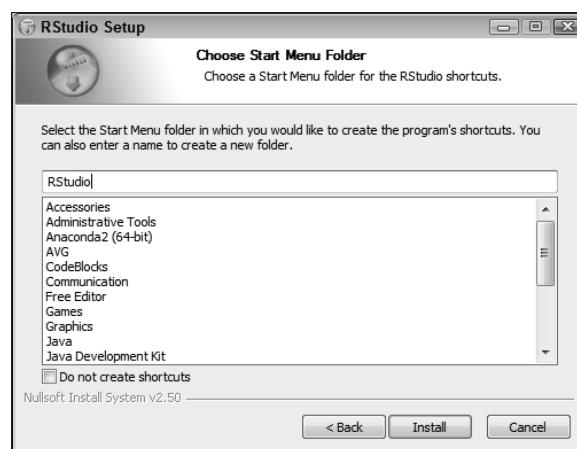 RStudio Setup
Choose Start Menu Folder
Choose a Start Menu folder for the RStudio shortcuts.
Select the Start Menu folder in which you would like to create the program's shortcuts. You
can also enter a name to create a new folder.
RStudio
Accessories
Administrative Tools
Anaconda2 (64-bit)
AVG
CodeBlocks
Communication
Free Editor
Games
Graphics
Java
Java Development Kit
Do not create shortcuts
Nullsoft Install System v2.50
< Back
Install
Cancel